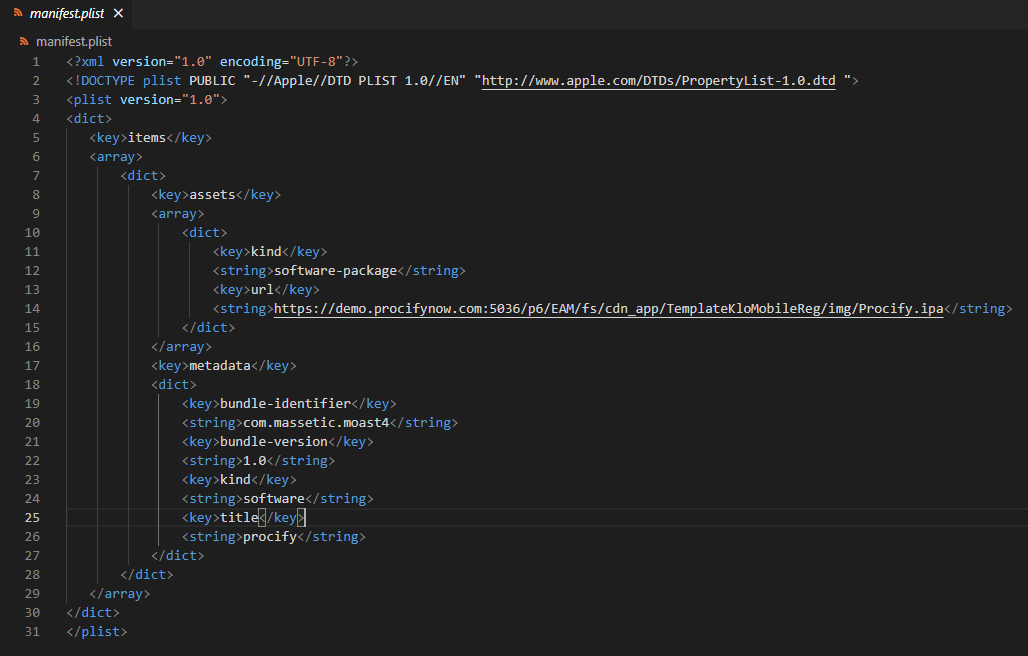 manifest.plist
manifest.plist
1 <?xml version="1.0" encoding="UTF-8"?>
2 <!DOCTYPE plist PUBLIC "-//Apple//DTD PLIST 1.0//EN" "http://www.apple.com/DTDs/PropertyList-1.0.dtd ">
3 <plist version="1.0">
4 <dict>
5 <key>items</key>
6 <array>
7 <dict>
8 <key>assets</key>
9 <array>
10 <dict>
11 <key>kind</key>
12 <string>software-package</string>
13 <key>url</key>
14 <string>https://demo.procifynow.com:5036/p6/EAM/fs/cdn_app/TemplateKloMobileReg/img/Procify.ipa</string>
15 </dict>
16 </array>
17 <key>metadata</key>
18 <dict>
19 <key>bundle-identifier</key>
20 <string>com.massetic.moast4</string>
21 <key>bundle-version</key>
22 <string>1.0</string>
23 <key>kind</key>
24 <string>software</string>
25 <key>title</key>
26 <string>procify</string>
27 </dict>
28 </dict>
29 </array>
30 </dict>
31 </plist>